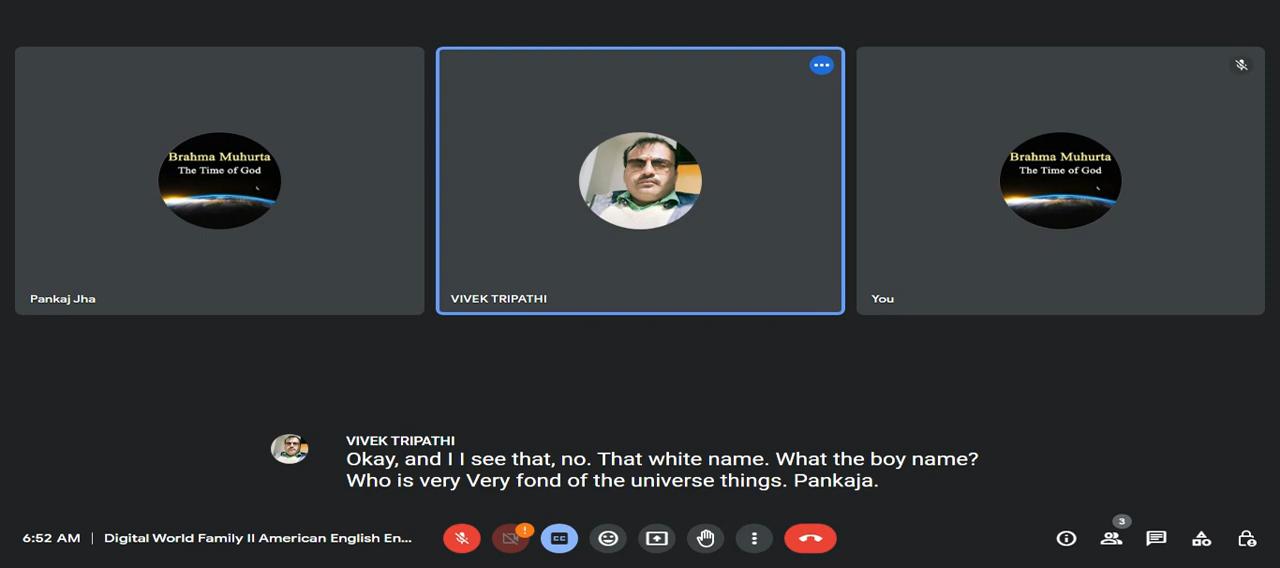 Brahma Muhurta
The Time of God
Pankaj Jha
VIVEK TRIPATHI
Brahma Muhurta
The Time of God
You
VIVEK TRIPATHI
Okay, and I I see that, no. That white name. What the boy name?
Who is very Very fond of the universe things. Pankaja.
6:52 AM | Digital World Family II American English En...
!
CC
3